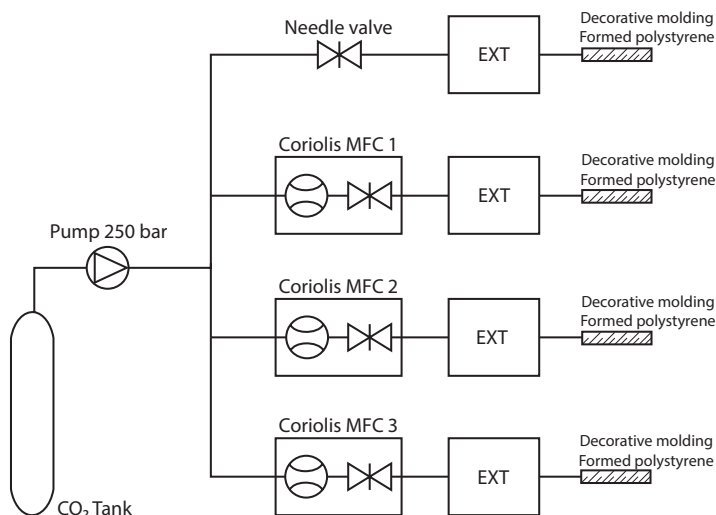 Needle valve
EXT
Decorative molding
Formed polystyrene
Coriolis MFC 1
EXT
Decorative molding
Formed polystyrene
Pump 250 bar
Coriolis MFC 2
EXT
Decorative molding
Formed polystyrene
Coriolis MFC 3
EXT
Decorative molding
Formed polystyrene
CO₂ Tank